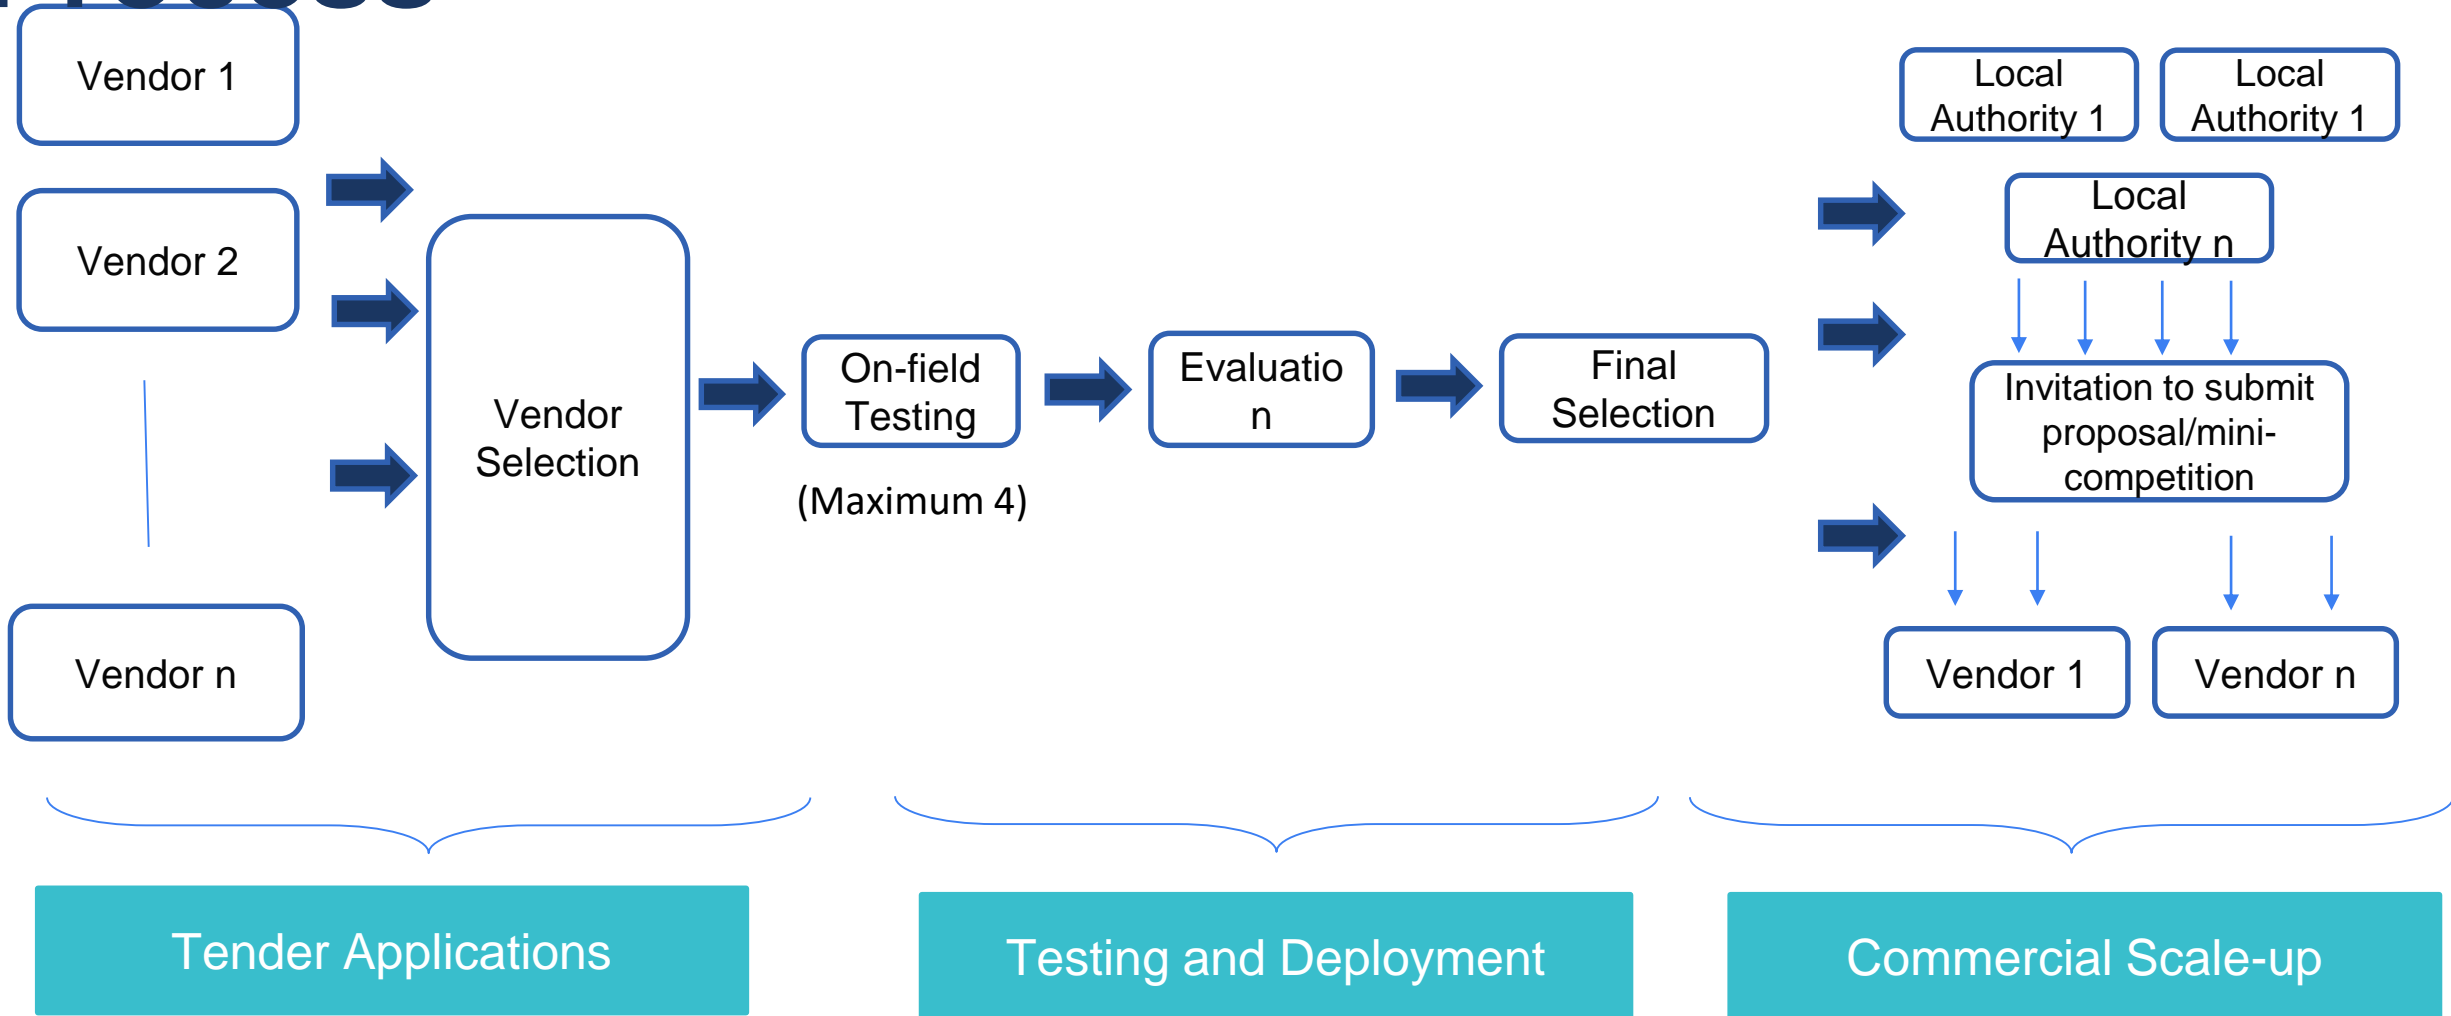 Vendor 1
Vendor 2
Vendor n
Vendor
Selection
On-field
Testing
(Maximum 4)
Evaluatio
n
Final
Selection
Local
Authority 1
Local
Authority 1
Local
Authority n
Invitation to submit
proposal/mini-
competition
Vendor 1
Vendor n
Tender Applications
Testing and Deployment
Commercial Scale-up